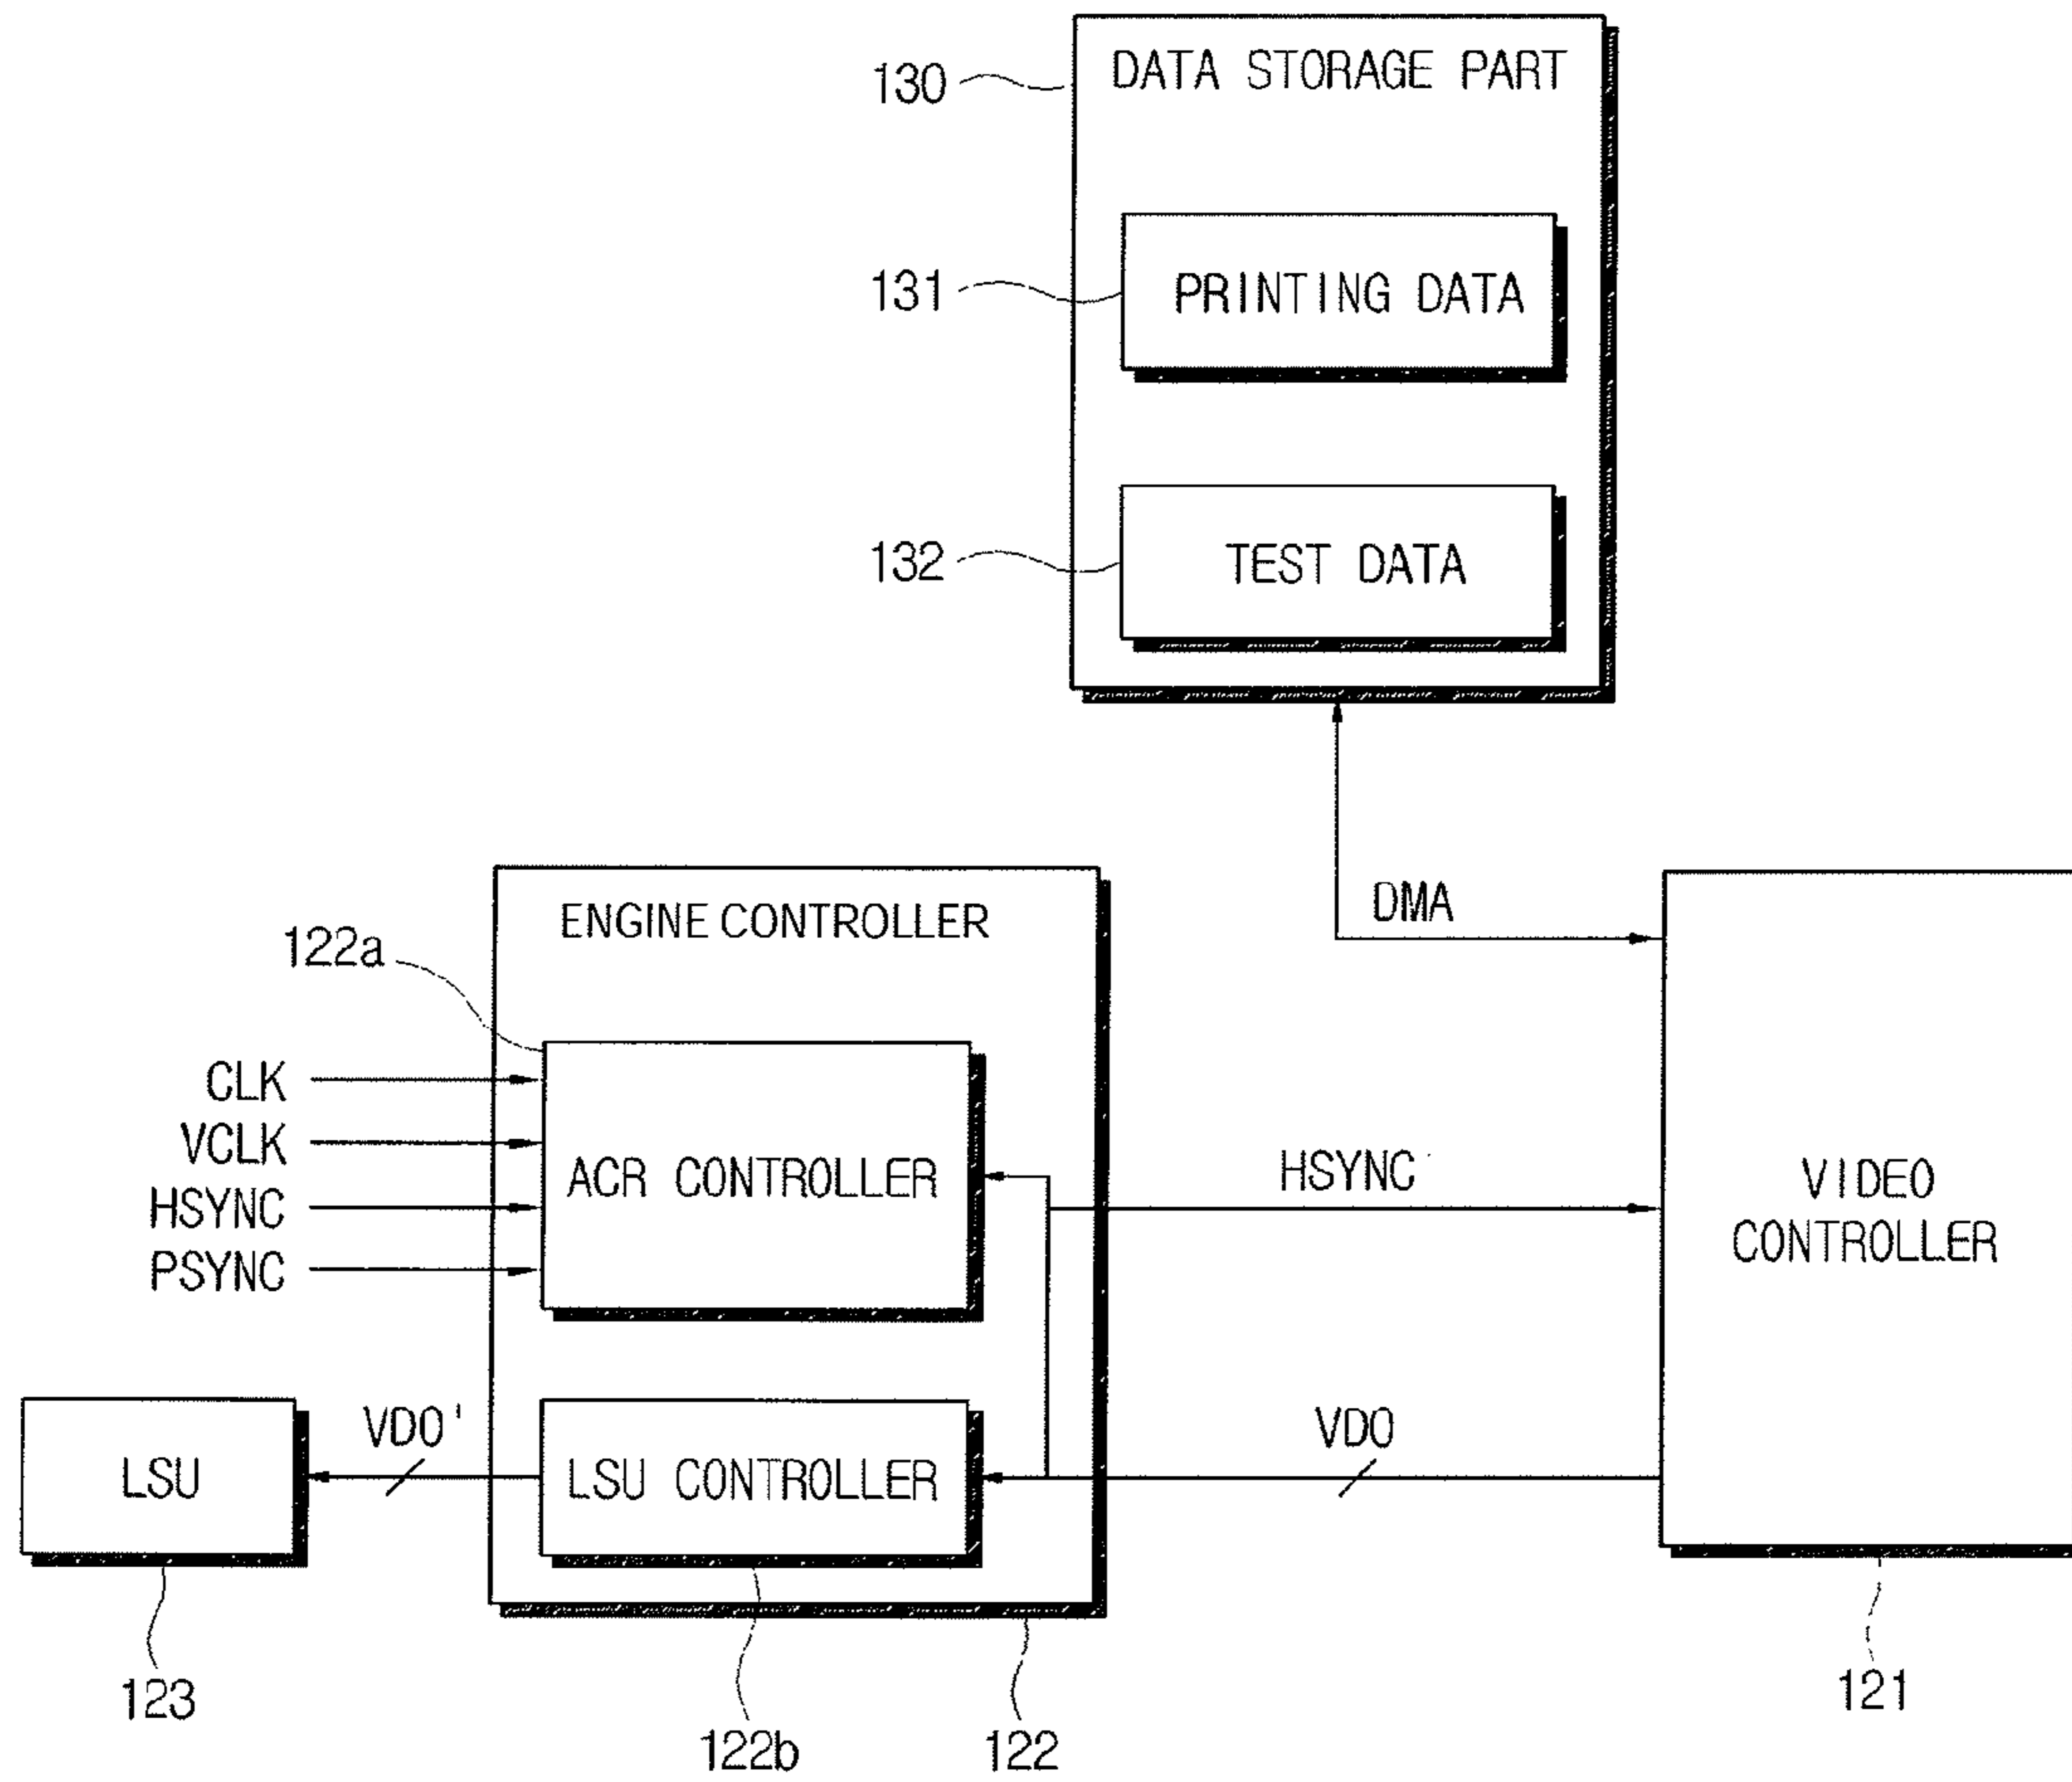 130
DATA STORAGE PART
131
PRINTING DATA
132
TEST DATA
DMA
ENGINE CONTROLLER
122a
CLK
VCLK
HSYNC
PSYNC
ACR CONTROLLER
HSYNC
VIDEO
CONTROLLER
LSU
VDO'
LSU CONTROLLER
VDO
123
122b
122
121